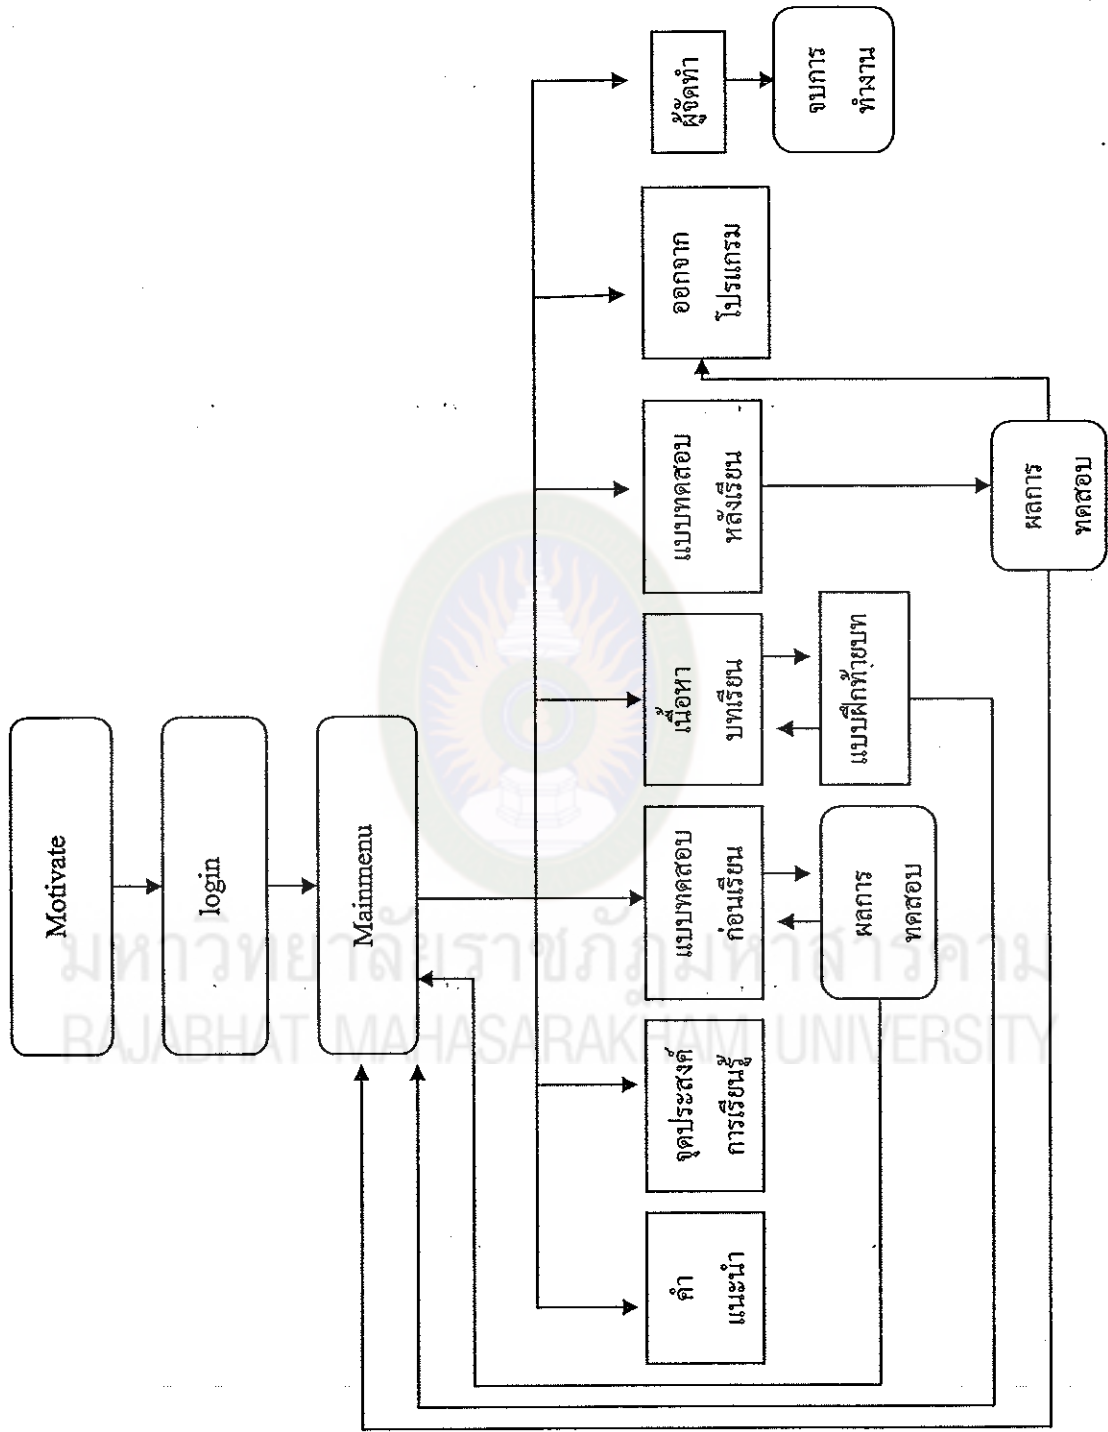 Motivate
login
Mainmenu
คำ
แนะนำ
จุดประสงค์
การเรียนรู้
แบบทดสอบ
ก่อนเรียน
เนื้อหา
บทเรียน
แบบทดสอบ
หลังเรียน
ออกจาก
โปรแกรม
ผู้จัดทำ
ผลการ
ทดสอบ
แบบฝึกท้ายบท
ผลการ
ทดสอบ
จบการ
ทำงาน
มหาวิทยาลัยราชภัฏมหาสารคาม
RAJABHAT MAHASARAKHAM UNIVERSITY